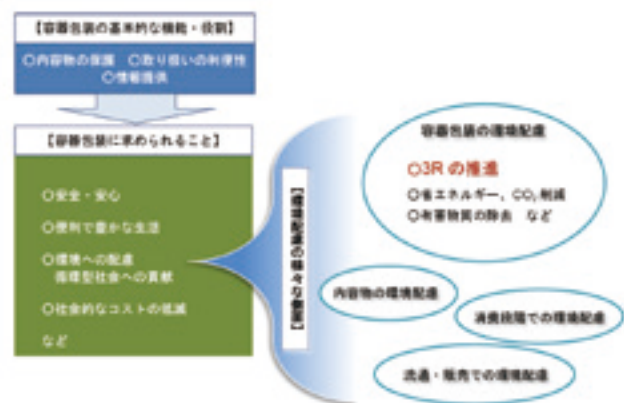 【容器包装の基本的な機能・役割】
○内容物の保護 ○取り扱いの利便性
○情報提供
【容器包装に求められること】
○安全・安心
○便利で豊かな生活
○環境への配慮
循環型社会への貢献
○社会的なコストの低減
など
【環境配慮の様々な側面】
容器包装の環境配慮
○3Rの推進
○省エネルギー、CO₂削減
○有害物質の除去 など
内容物の環境配慮
消費段階での環境配慮
流通・販売での環境配慮